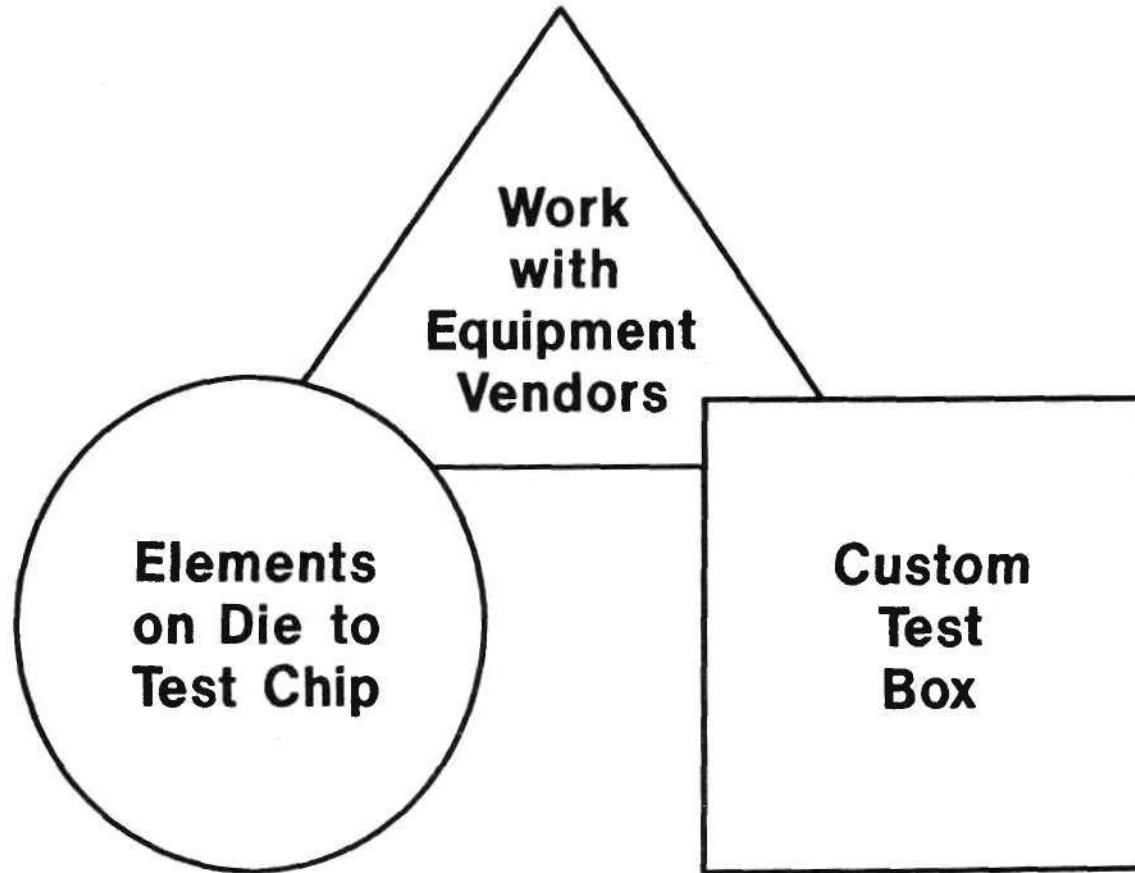 Work
with
Equipment
Vendors
Elements
on Die to
Test Chip
Custom
Test
Box